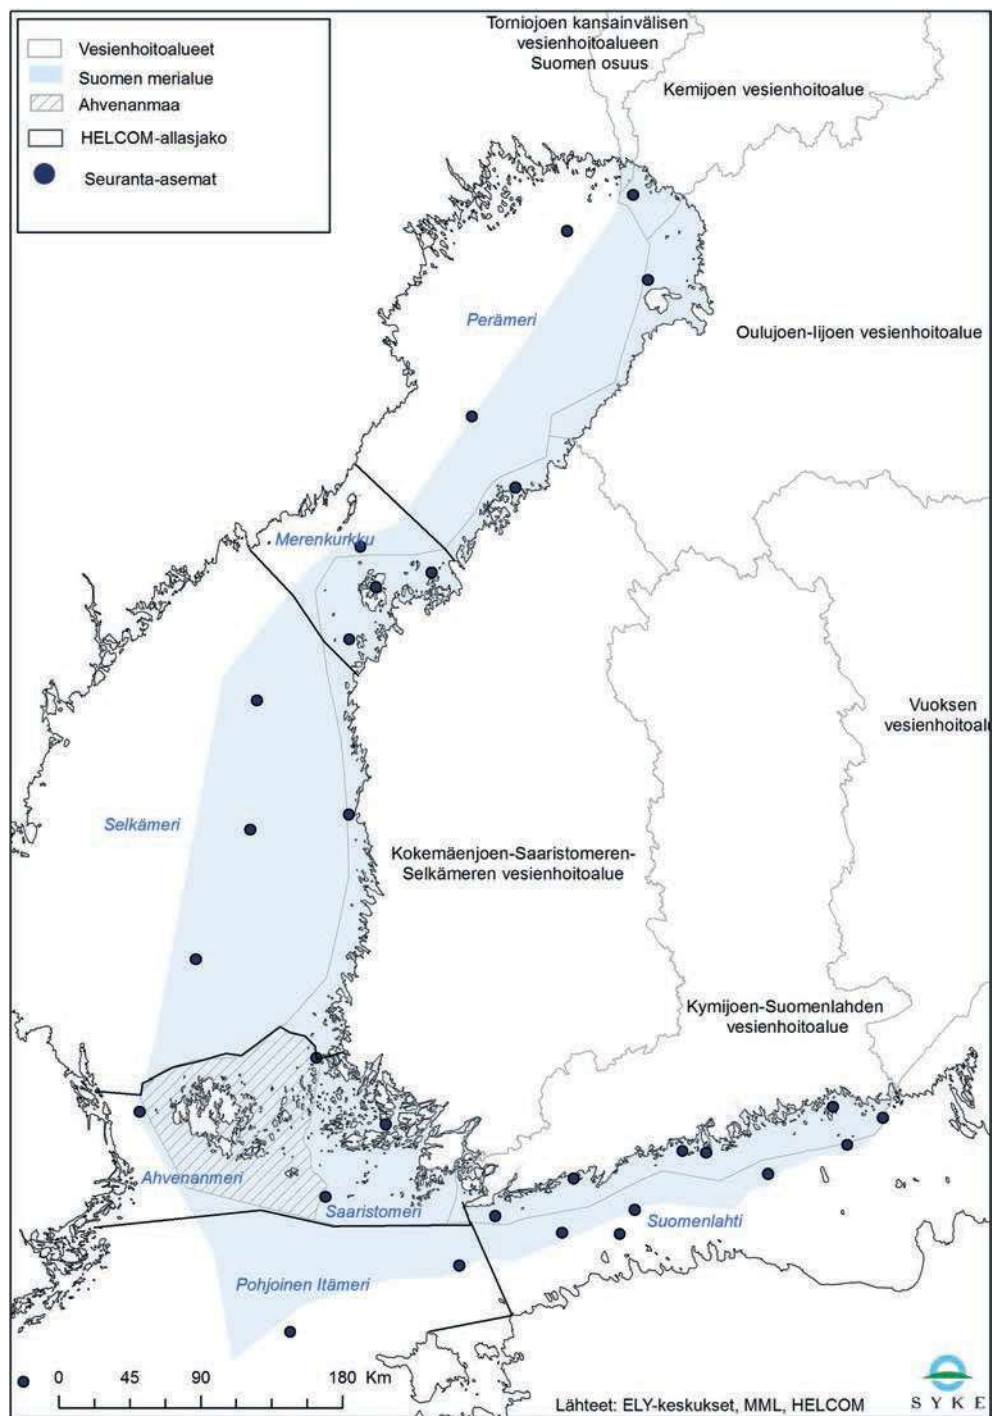 Vesienhoitoalueet
Suomen merialue
Ahvenanmaa
HELCOM-allasjako
Seuranta-asemat
Torniojoen kansainvälisen
vesienhoitoalueen
Suomen osuus
Kemijoen vesienhoitoalue
Perämeri
Oulujoen-Iijoen vesienhoitoalue
Merenkurkku
Vuoksen
vesienhoitoalu
Selkämeri
Kokemäenjoen-Saaristomeren-
Selkämeren vesienhoitoalue
Kymijoen-Suomenlahden
vesienhoitoalue
Ahvenanmeri
Saaristomeri
Suomenlahti
Pohjoinen Itämeri
0 45 90 180 Km
Lähteet: ELY-keskukset, MML, HELCOM
SYKE